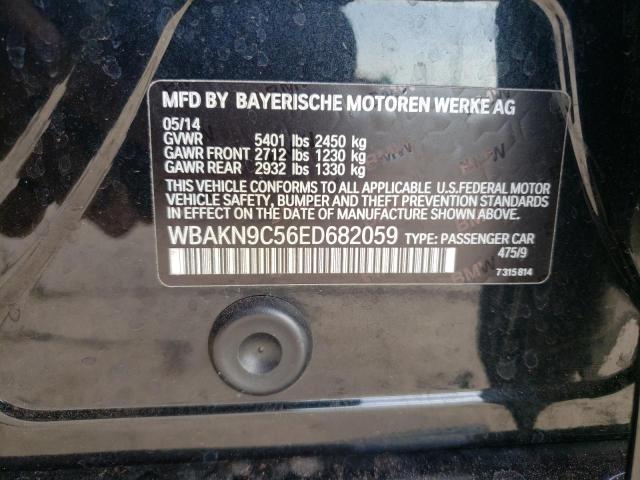 MFD BY BAYERISCHE MOTOREN WERKE AG
05/14
GVWR 5401 lbs 2450 kg
GAWR FRONT 2712 lbs 1230 kg
GAWR REAR 2932 lbs 1330 kg
THIS VEHICLE CONFORMS TO ALL APPLICABLE U.S.FEDERAL MOTOR
VEHICLE SAFETY, BUMPER AND THEFT PREVENTION STANDARDS
IN EFFECT ON THE DATE OF MANUFACTURE SHOWN ABOVE.
WBAKN9C56ED682059 TYPE: PASSENGER CAR
475/9
7315814